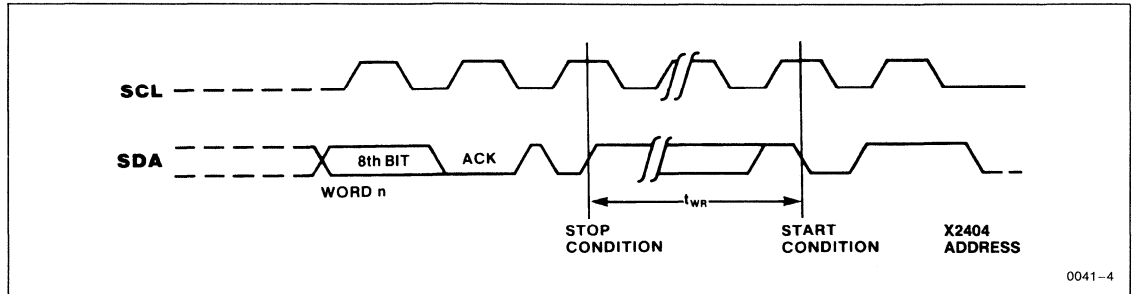 SCL
SDA
8th BIT
ACK
WORD n
tWR
STOP
CONDITION
START
CONDITION
X2404
ADDRESS
0041–4